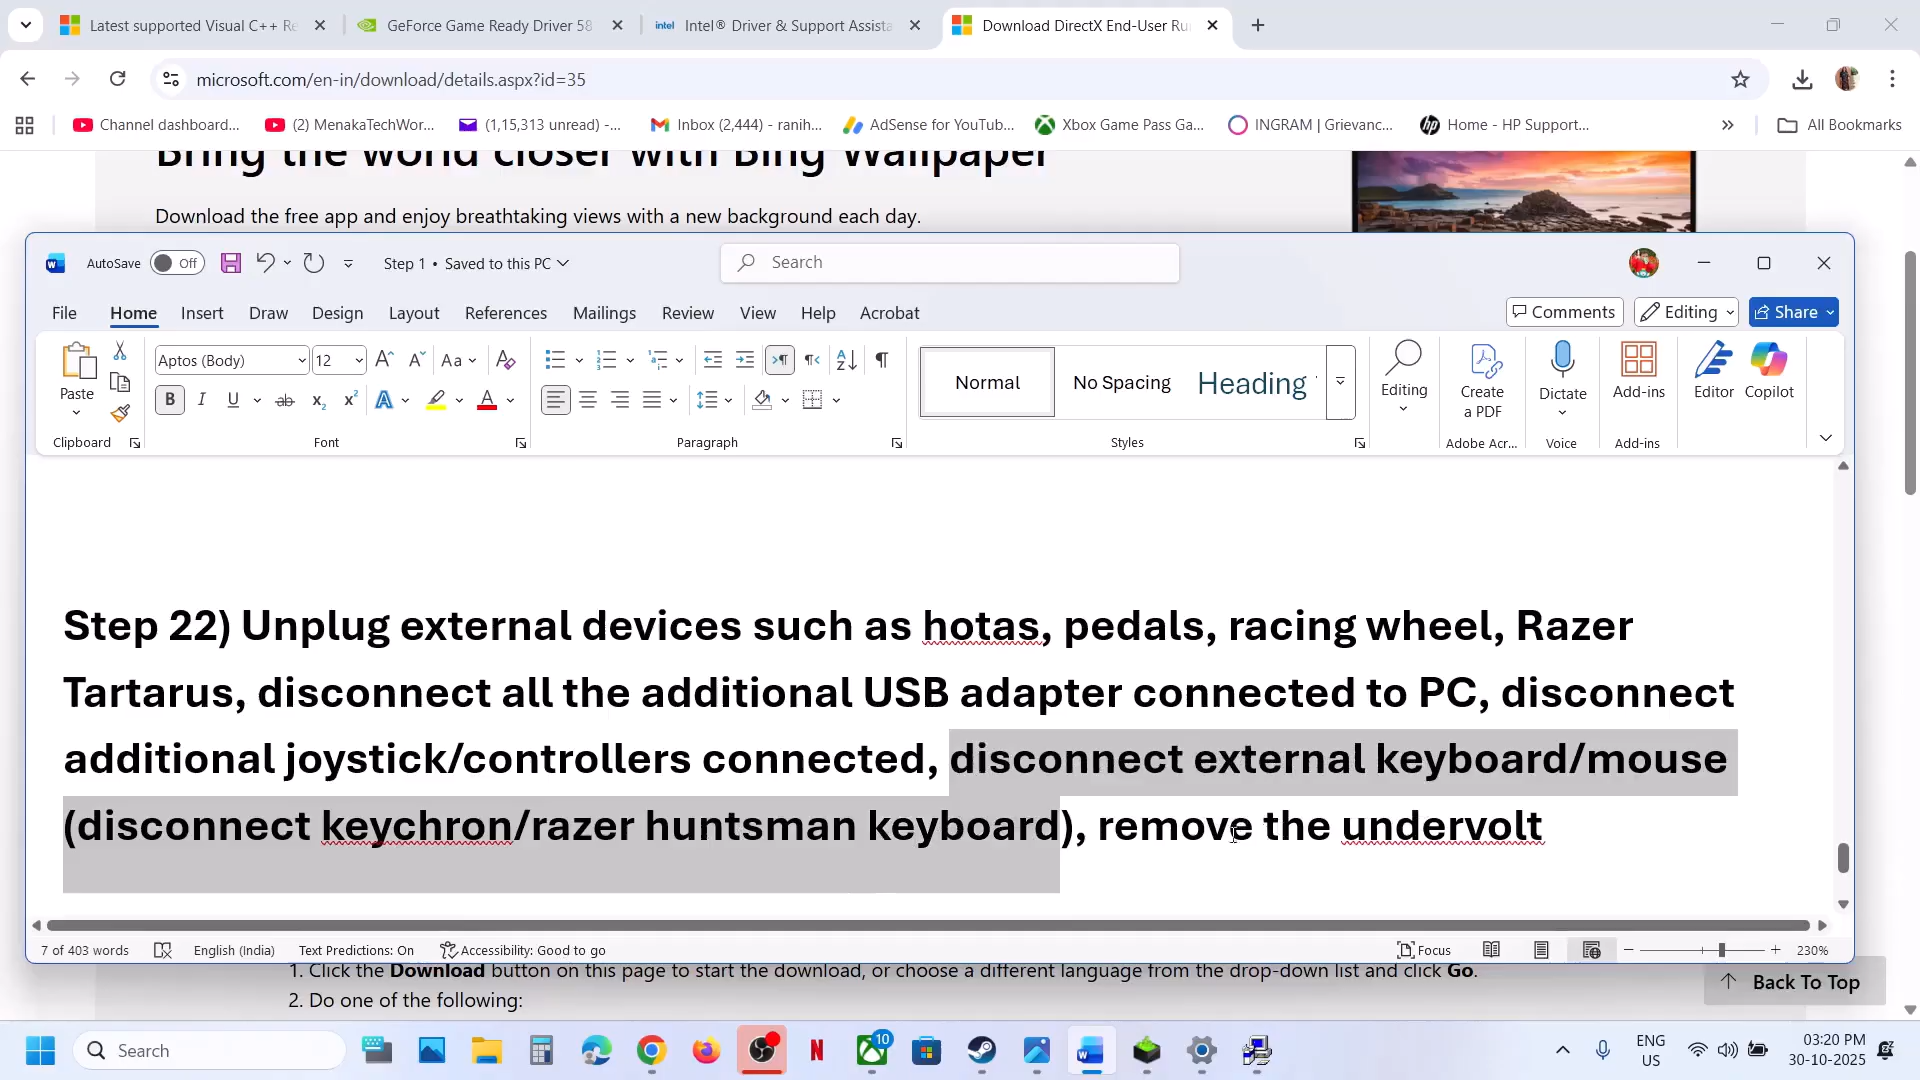 Latest supported Visual C++ Re
GeForce Game Ready Driver 58
intel Intel® Driver & Support Assista
Download DirectX End-User Ru
microsoft.com/en-in/download/details.aspx?id=35
Channel dashboard...
(2) MenakaTechWor...
(1,15,313 unread) -...
Inbox (2,444) - ranih...
AdSense for YouTub...
Xbox Game Pass Ga...
INGRAM | Grievanc...
Home - HP Support...
All Bookmarks
Bring the world closer with Bing Wallpaper
Download the free app and enjoy breathtaking views with a new background each day.
AutoSave Off
Step 1 • Saved to this PC
Search
File Home Insert Draw Design Layout References Mailings Review View Help Acrobat
Comments Editing Share
Paste
Aptos (Body) 12
Normal
No Spacing
Heading
Editing
Create
a PDF
Dictate
Add-ins
Editor
Copilot
Clipboard Font Paragraph Styles Adobe Acr... Voice Add-ins
Step 22) Unplug external devices such as hotas, pedals, racing wheel, Razer
Tartarus, disconnect all the additional USB adapter connected to PC, disconnect
additional joystick/controllers connected, disconnect external keyboard/mouse
(disconnect keychron/razer huntsman keyboard), remove the undervolt
7 of 403 words English (India) Text Predictions: On Accessibility: Good to go Focus 230%
1. Click the Download button on this page to start the download, or choose a different language from the drop-down list and click Go.
2. Do one of the following:
Back To Top
Search
10
ENG
US
03:20 PM
30-10-2025